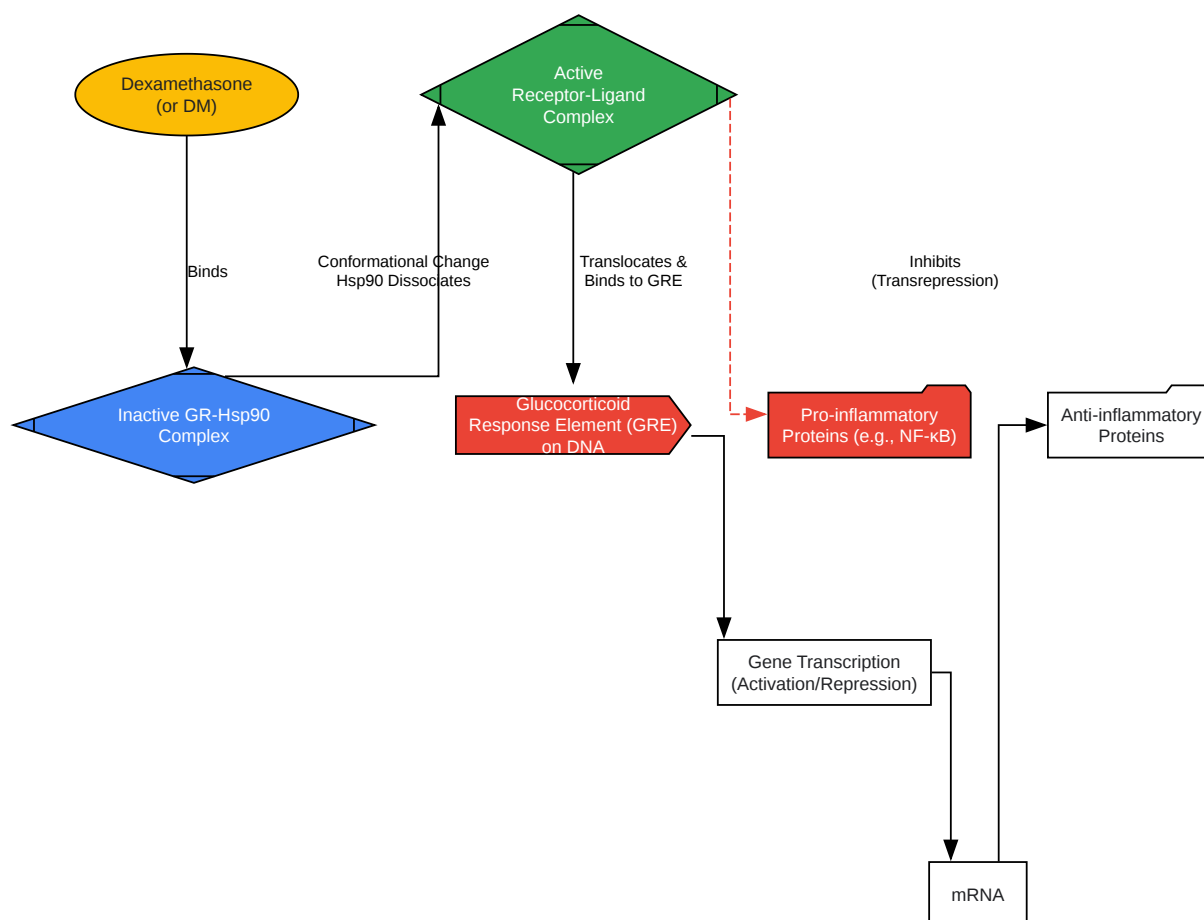 Dexamethasone
(or DM)
Active
Receptor-Ligand
Complex
Binds
Conformational Change
Hsp90 Dissociates
Translocates &
Binds to GRE
Inhibits
(Transrepression)
Inactive GR-Hsp90
Complex
Glucocorticoid
Response Element (GRE)
on DNA
Pro-inflammatory
Proteins (e.g., NF-κB)
Anti-inflammatory
Proteins
Gene Transcription
(Activation/Repression)
mRNA